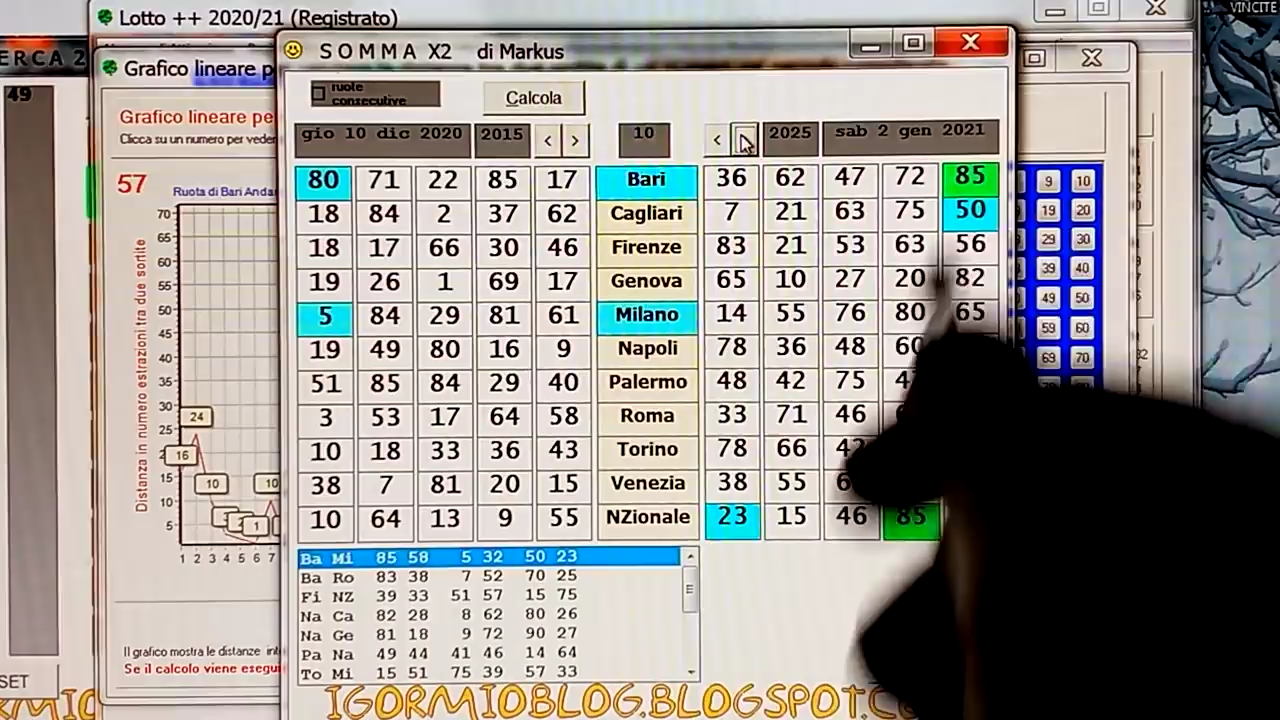 VINCITE
Lotto ++ 2020/21 (Registrato)
ERCA 2
SOMMA X2 di Markus
Grafico lineare pe
49
ruote consecutive
Calcola
Grafico lineare pe
Clicca su un numero per veder
gio 10 dic 2020 2015 < > 10 < 2025 sab 2 gen 2021
57
Ruota di Bari Anda
80 71 22 85 17 Bari 36 62 47 72 85
18 84 2 37 62 Cagliari 7 21 63 75 50
18 17 66 30 46 Firenze 83 21 53 63 56
19 26 1 69 17 Genova 65 10 27 20 82
5 84 29 81 61 Milano 14 55 76 80 65
19 49 80 16 9 Napoli 78 36 48 60
51 85 84 29 40 Palermo 48 42 75
3 53 17 64 58 Roma 33 71 46
10 18 33 36 43 Torino 78 66
38 7 81 20 15 Venezia 38 55
10 64 13 9 55 NZionale 23 15 46 85
9 10
19 20
29 30
39 40
49 50
59 60
69 70
Distanza in numero estrazioni tra due sortite
70
65
60
55
50
45
40
35
30
25
20
15
10
5
24
16
10
10
1
1 2 3 4 5 6 7
Ba Mi 85 58 5 32 50 23
Ba Ro 83 38 7 52 70 25
Fi NZ 39 33 51 57 15 75
Na Ca 82 28 8 62 80 26
Na Ge 81 18 9 72 90 27
Pa Na 49 44 41 46 14 64
To Mi 15 51 75 39 57 33
Il grafico mostra le distanze int
Se il calcolo viene esegui
SET
IGORMIOBLOG.BLOGSPOT.C